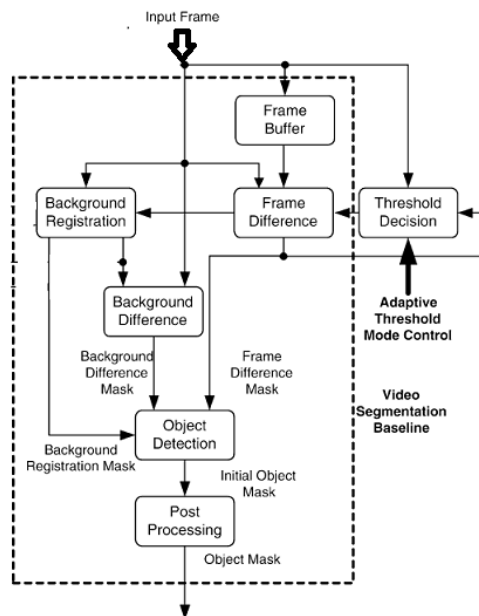 Input Frame
Frame
Buffer
Background
Registration
Frame
Difference
Threshold
Decision
Background
Difference
Adaptive
Threshold
Mode Control
Background
Difference Mask
Frame
Difference
Mask
Video
Segmentation
Baseline
Object
Detection
Background
Registration Mask
Initial Object
Mask
Post
Processing
Object Mask